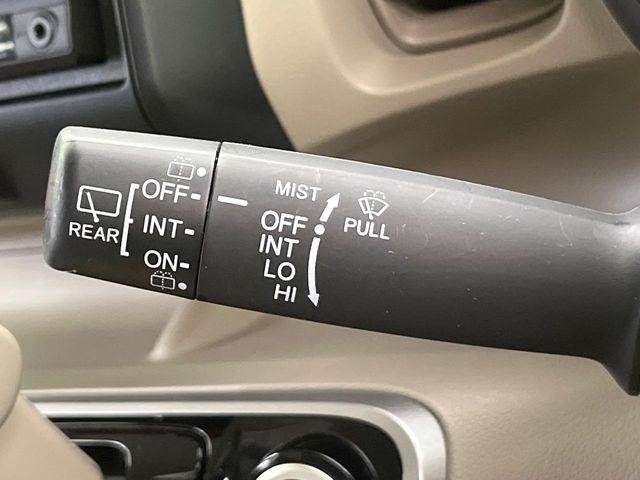 REAR
OFF
INT
ON
MIST
OFF
INT
LO
HI
PULL